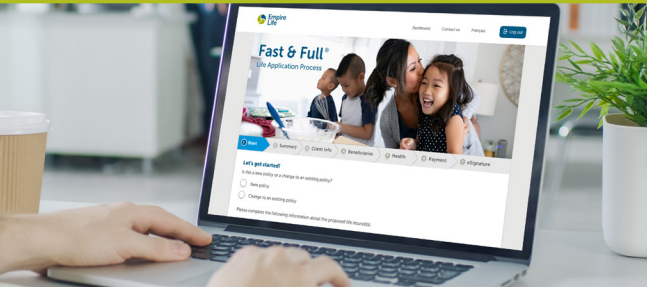 Empire
Life
Dashboard Contact us Français Log out
Fast & Full®
Life Application Process
Start Summary Client info Beneficiaries Health Payment eSignature
Let's get started!
Is this a new policy or a change to an existing policy?
New policy
Change to an existing policy
Please complete the following information about the proposed life insured(s).